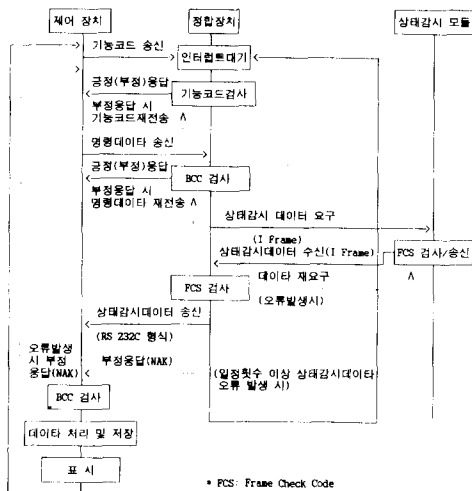 제어 장치
정합장치
상태감시 모듈
기능코드 송신
인터럽트대기
긍정(부정)응답
기능코드검사
부정응답 시
기능코드재전송
명령데이타 송신
긍정(부정)응답
BCC 검사
부정응답 시
명령데이타 재전송
상태감시 데이터 요구
(I Frame)
상태감시데이터 수신(I Frame)
FCS 검사/송신
FCS 검사
데이타 재요구
(오류발생시)
상태감시데이터 송신
(RS 232C 형식)
오류발생
시 부정
응답(NAK)
부정응답(NAK)
(일정횟수 이상 상태감시데이타
오류 발생 시)
BCC 검사
데이타 처리 및 저장
표 시
* FCS: Frame Check Code